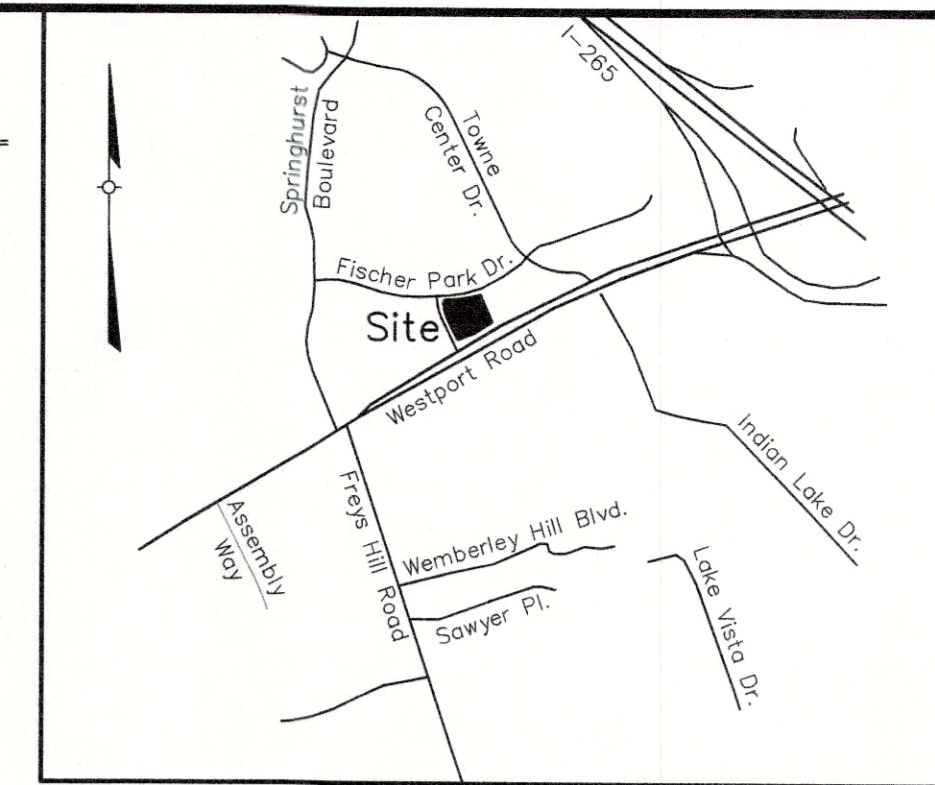 I-265
Springhurst
Boulevard
Towne
Center Dr.
Fischer Park Dr.
Site
Westport Road
Indian Lake Dr.
Assembly
Way
Freys Hill Road
Wemberley Hill Blvd.
Sawyer Pl.
Lake Vista Dr.
"